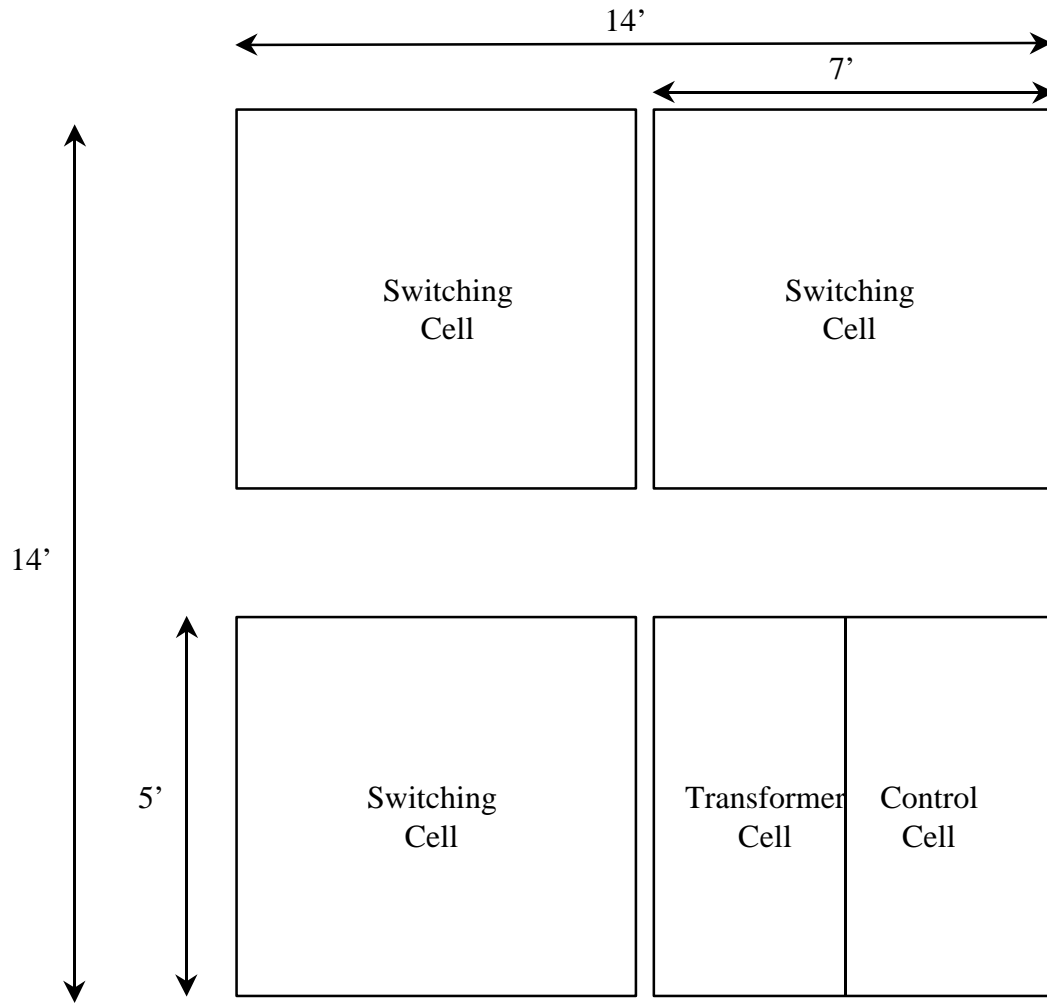 14’
7’
Switching
Cell
Switching
Cell
14’
5’
Switching
Cell
Transformer
Cell
Control
Cell